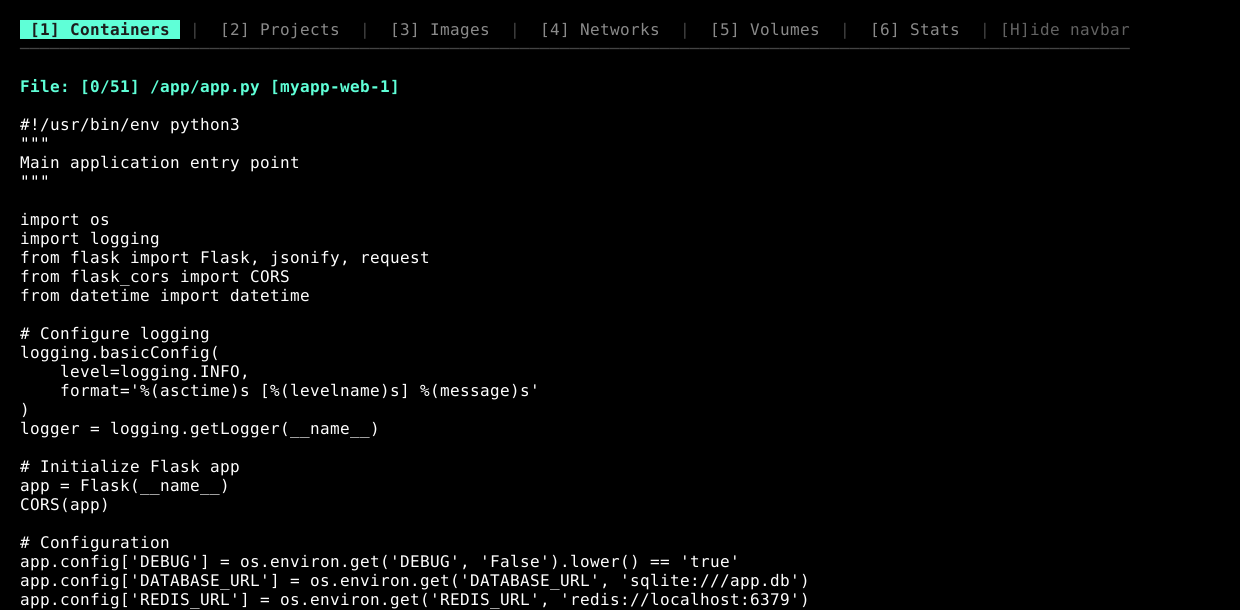 [1] Containers | [2] Projects | [3] Images | [4] Networks | [5] Volumes | [6] Stats | [H]ide navbar
File: [0/51] /app/app.py [myapp-web-1]
#!/usr/bin/env python3
"""
Main application entry point
"""
import os
import logging
from flask import Flask, jsonify, request
from flask_cors import CORS
from datetime import datetime
# Configure logging
logging.basicConfig(
    level=logging.INFO,
    format='%(asctime)s [%(levelname)s] %(message)s'
)
logger = logging.getLogger(__name__)
# Initialize Flask app
app = Flask(__name__)
CORS(app)
# Configuration
app.config['DEBUG'] = os.environ.get('DEBUG', 'False').lower() == 'true'
app.config['DATABASE_URL'] = os.environ.get('DATABASE_URL', 'sqlite:///app.db')
app.config['REDIS_URL'] = os.environ.get('REDIS_URL', 'redis://localhost:6379')